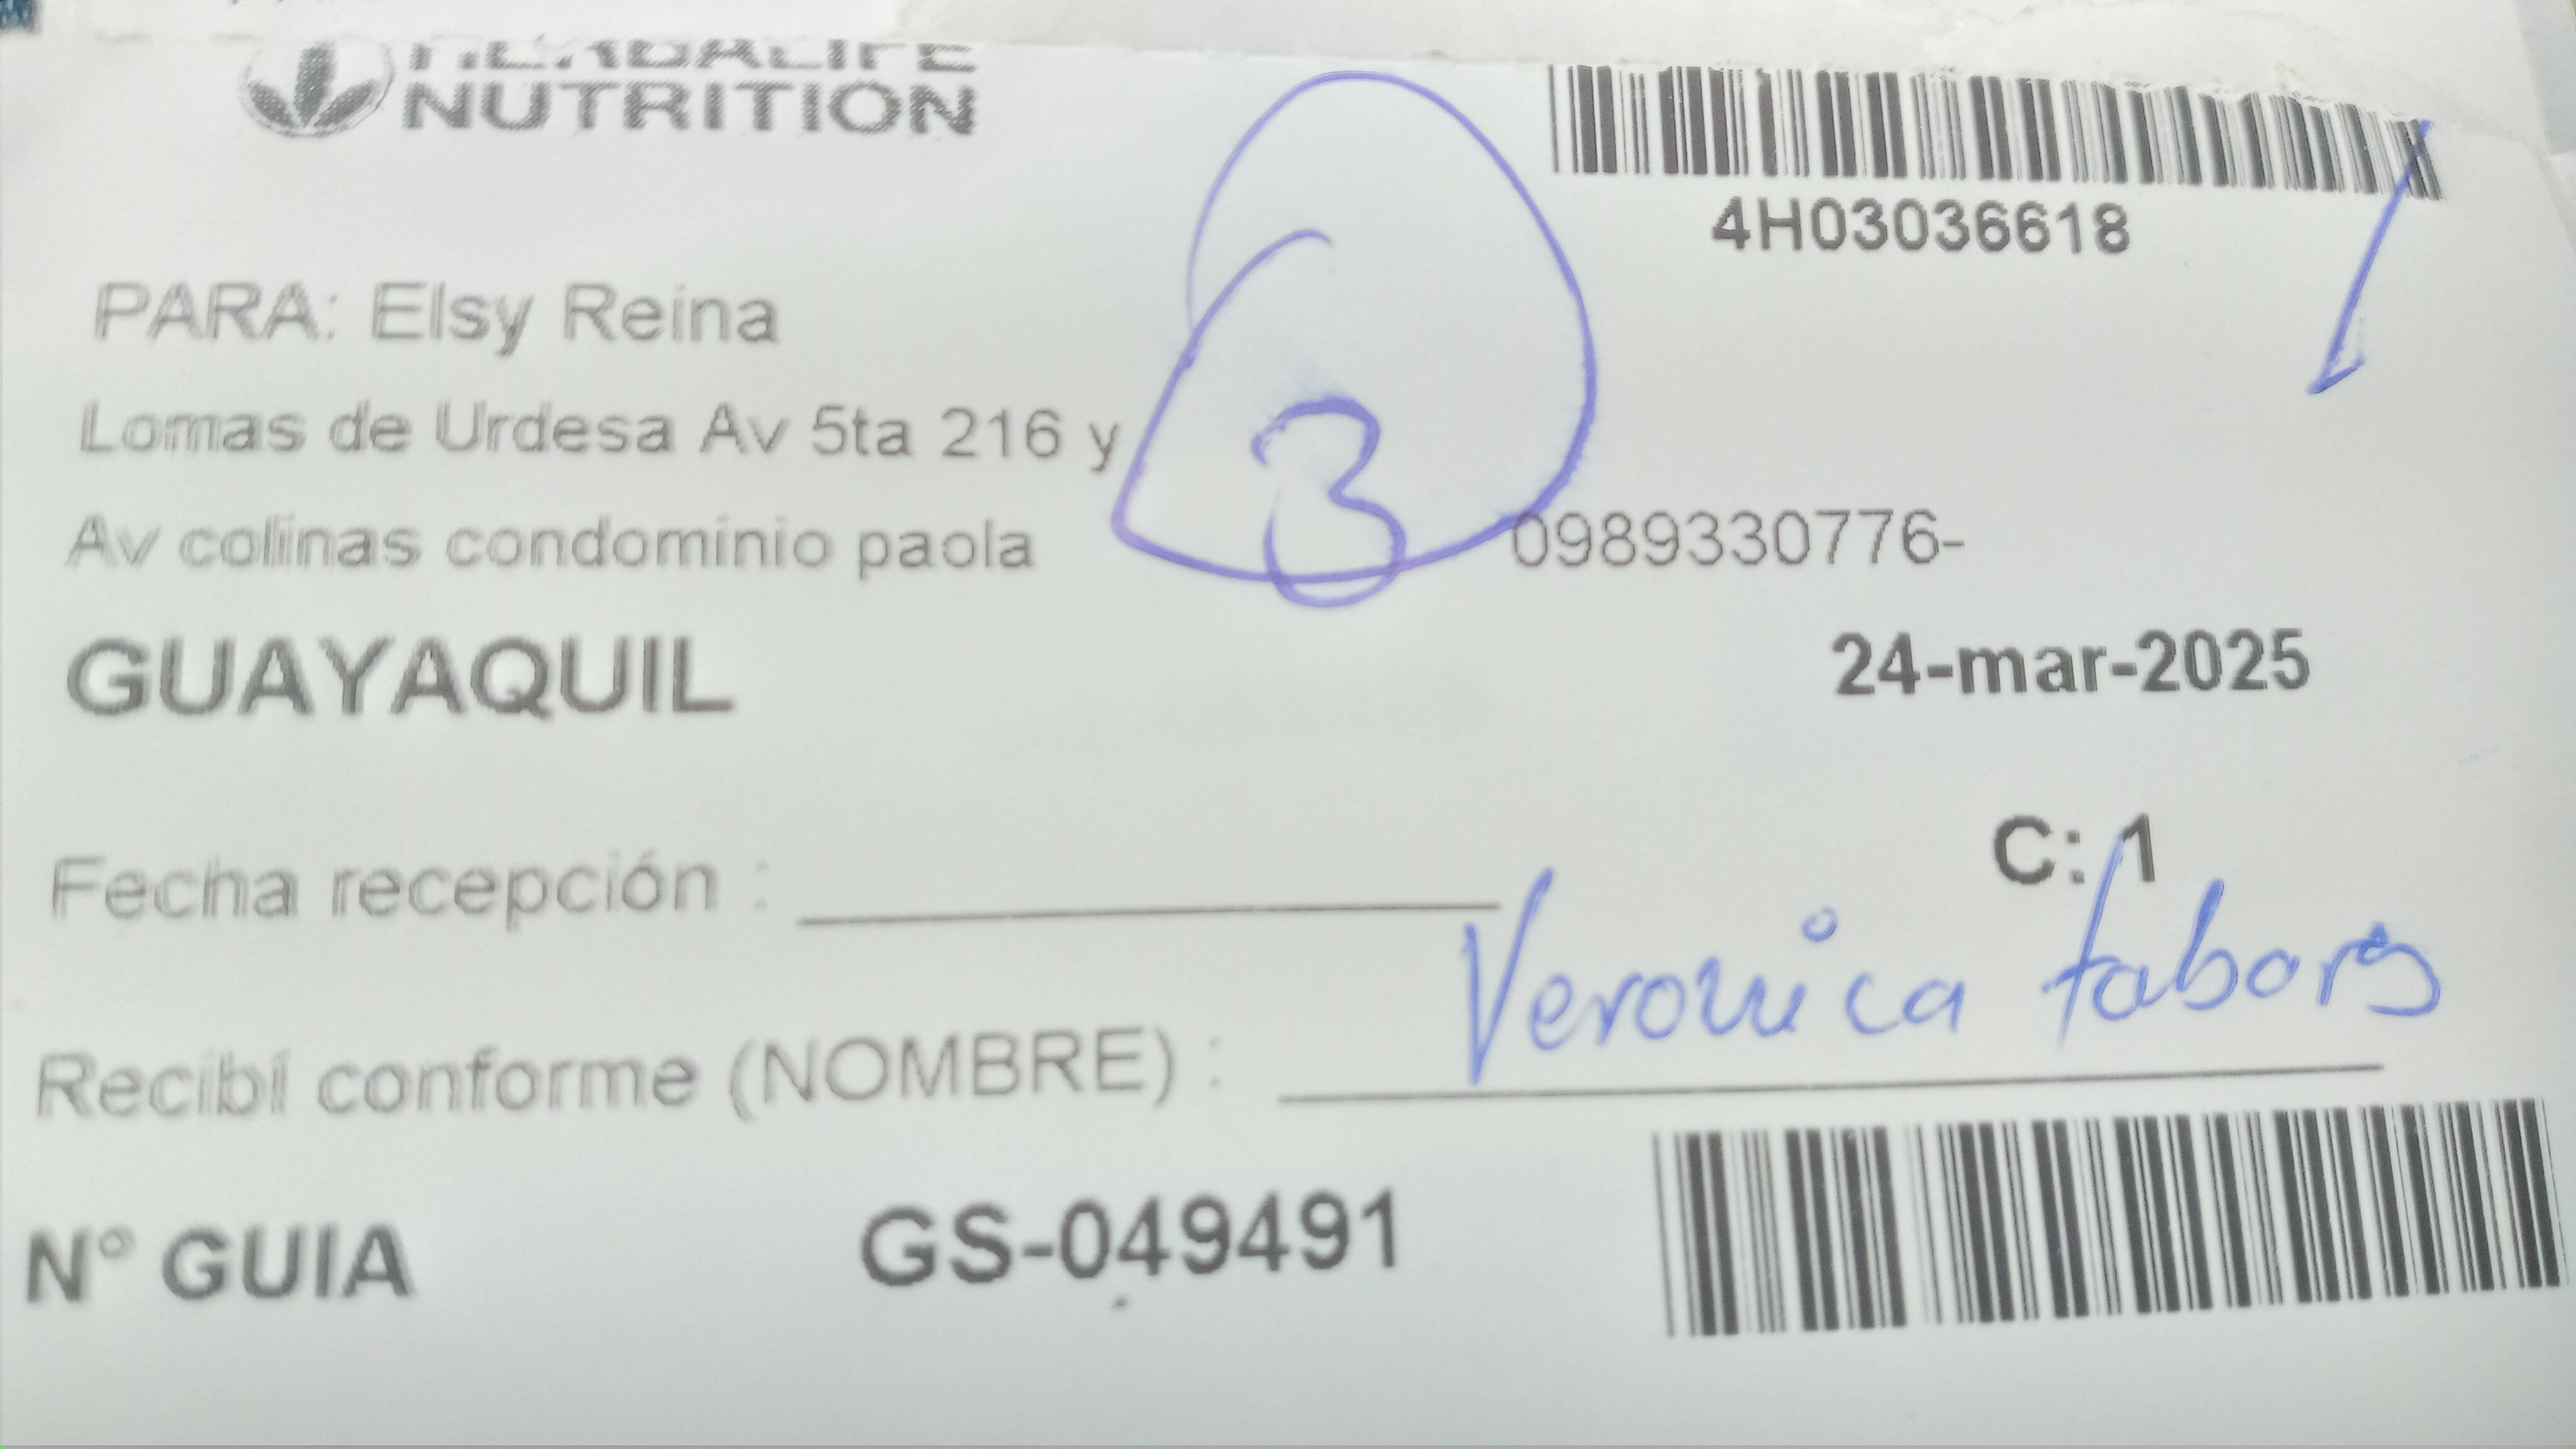 HERBALIFE
NUTRITION
4H03036618
PARA: Elsy Reina
Lomas de Urdesa Av 5ta 216 y
3
Av colinas condominio paola
0989330776-
GUAYAQUIL
24-mar-2025
C: 1
Fecha recepción :
Veronica
Recibí conforme (NOMBRE) :
N° GUIA
GS-049491